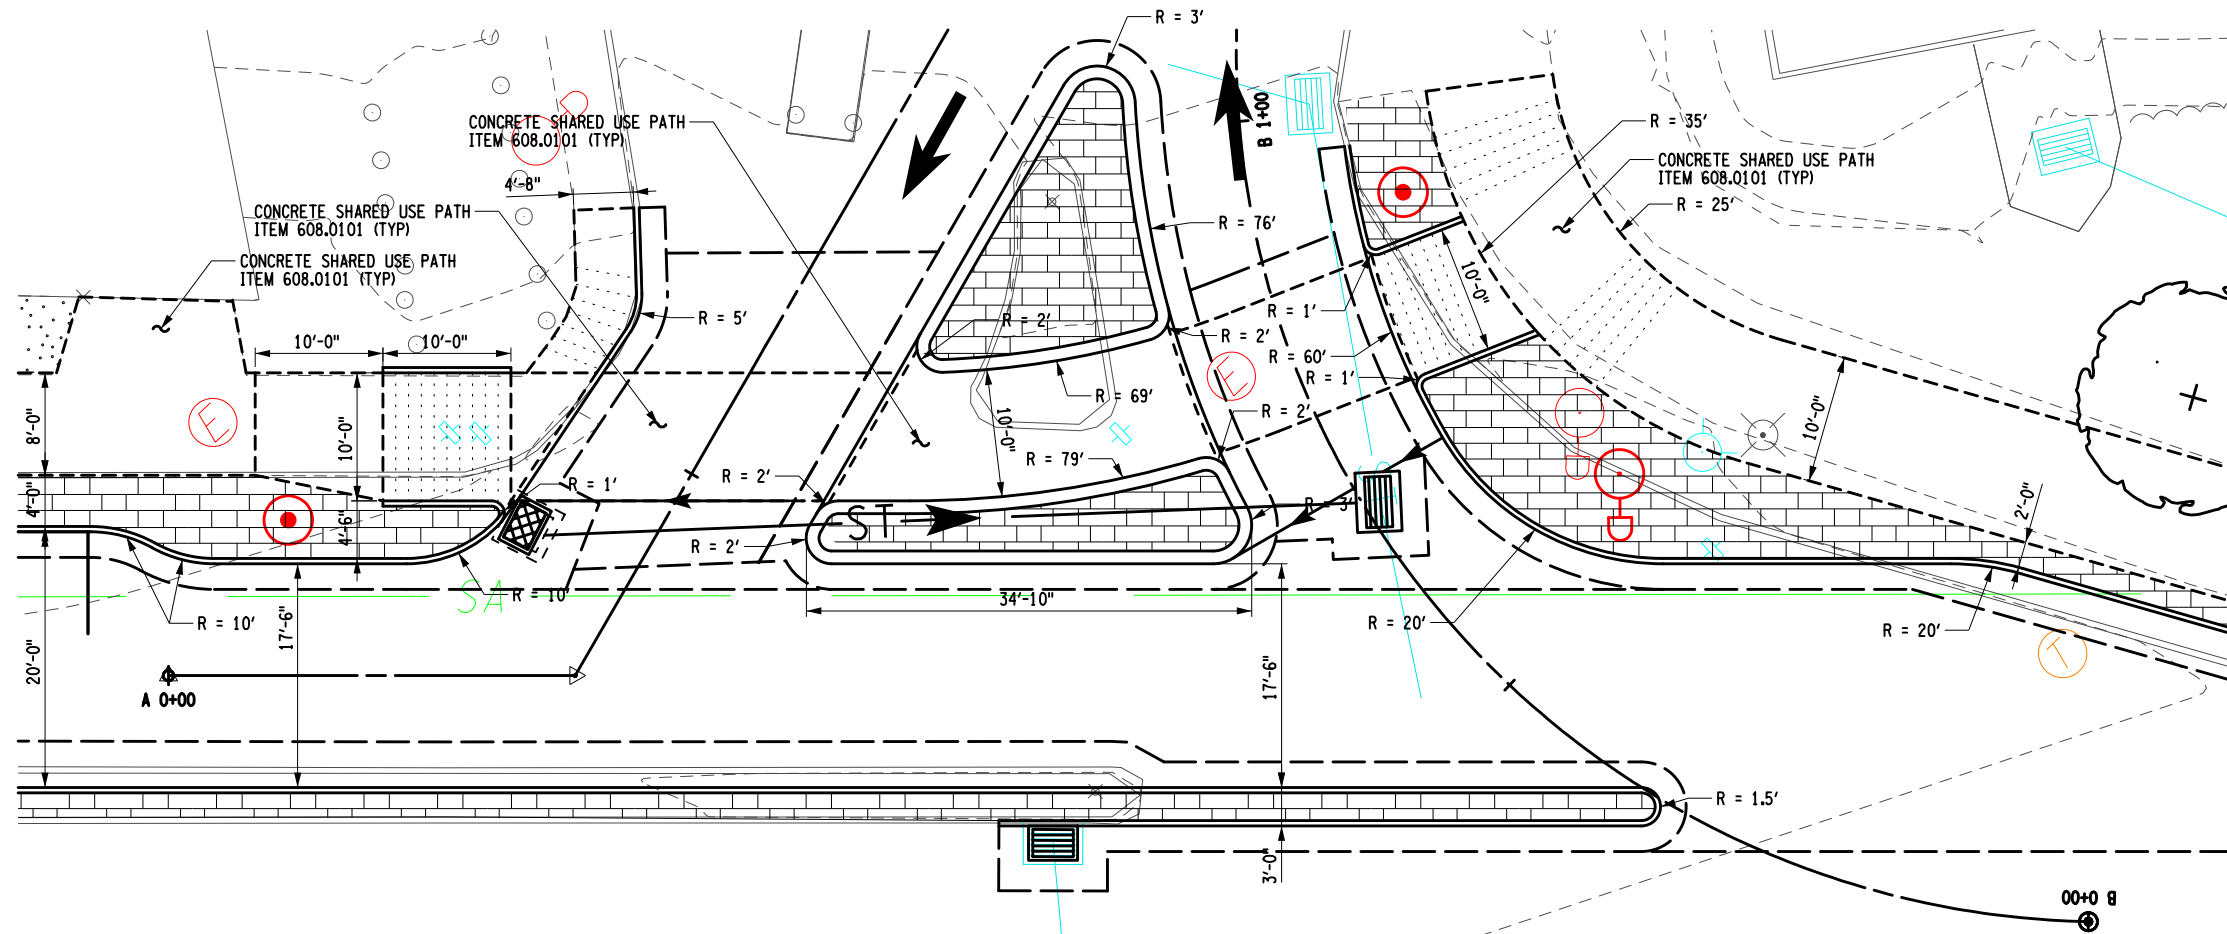 R = 3'
CONCRETE SHARED USE PATH
ITEM 608.0101 (TYP)
D
B 1+00
R = 35'
CONCRETE SHARED USE PATH
ITEM 608.0101 (TYP)
4'-8"
R = 25'
CONCRETE SHARED USE PATH
ITEM 608.0101 (TYP)
R = 76'
CONCRETE SHARED USE PATH
ITEM 608.0101 (TYP)
10'-0"
R = 5'
R = 2'
R = 1'
R = 2'
10'-0"
10'-0"
R = 60'
R = 1'
E
R = 69'
E
8'-0"
10'-0"
10'-0"
R = 2'
10'-0"
R = 79'
D
R = 2'
R = 1'
4'-0"
4'-6"
ST
R = 3'
2'-0"
D
R = 2'
SA
R = 10'
34'-10"
R = 10'
17'-6"
R = 20'
R = 20'
T
20'-0"
17'-6"
A 0+00
R = 1.5'
3'-0"
B 0+00